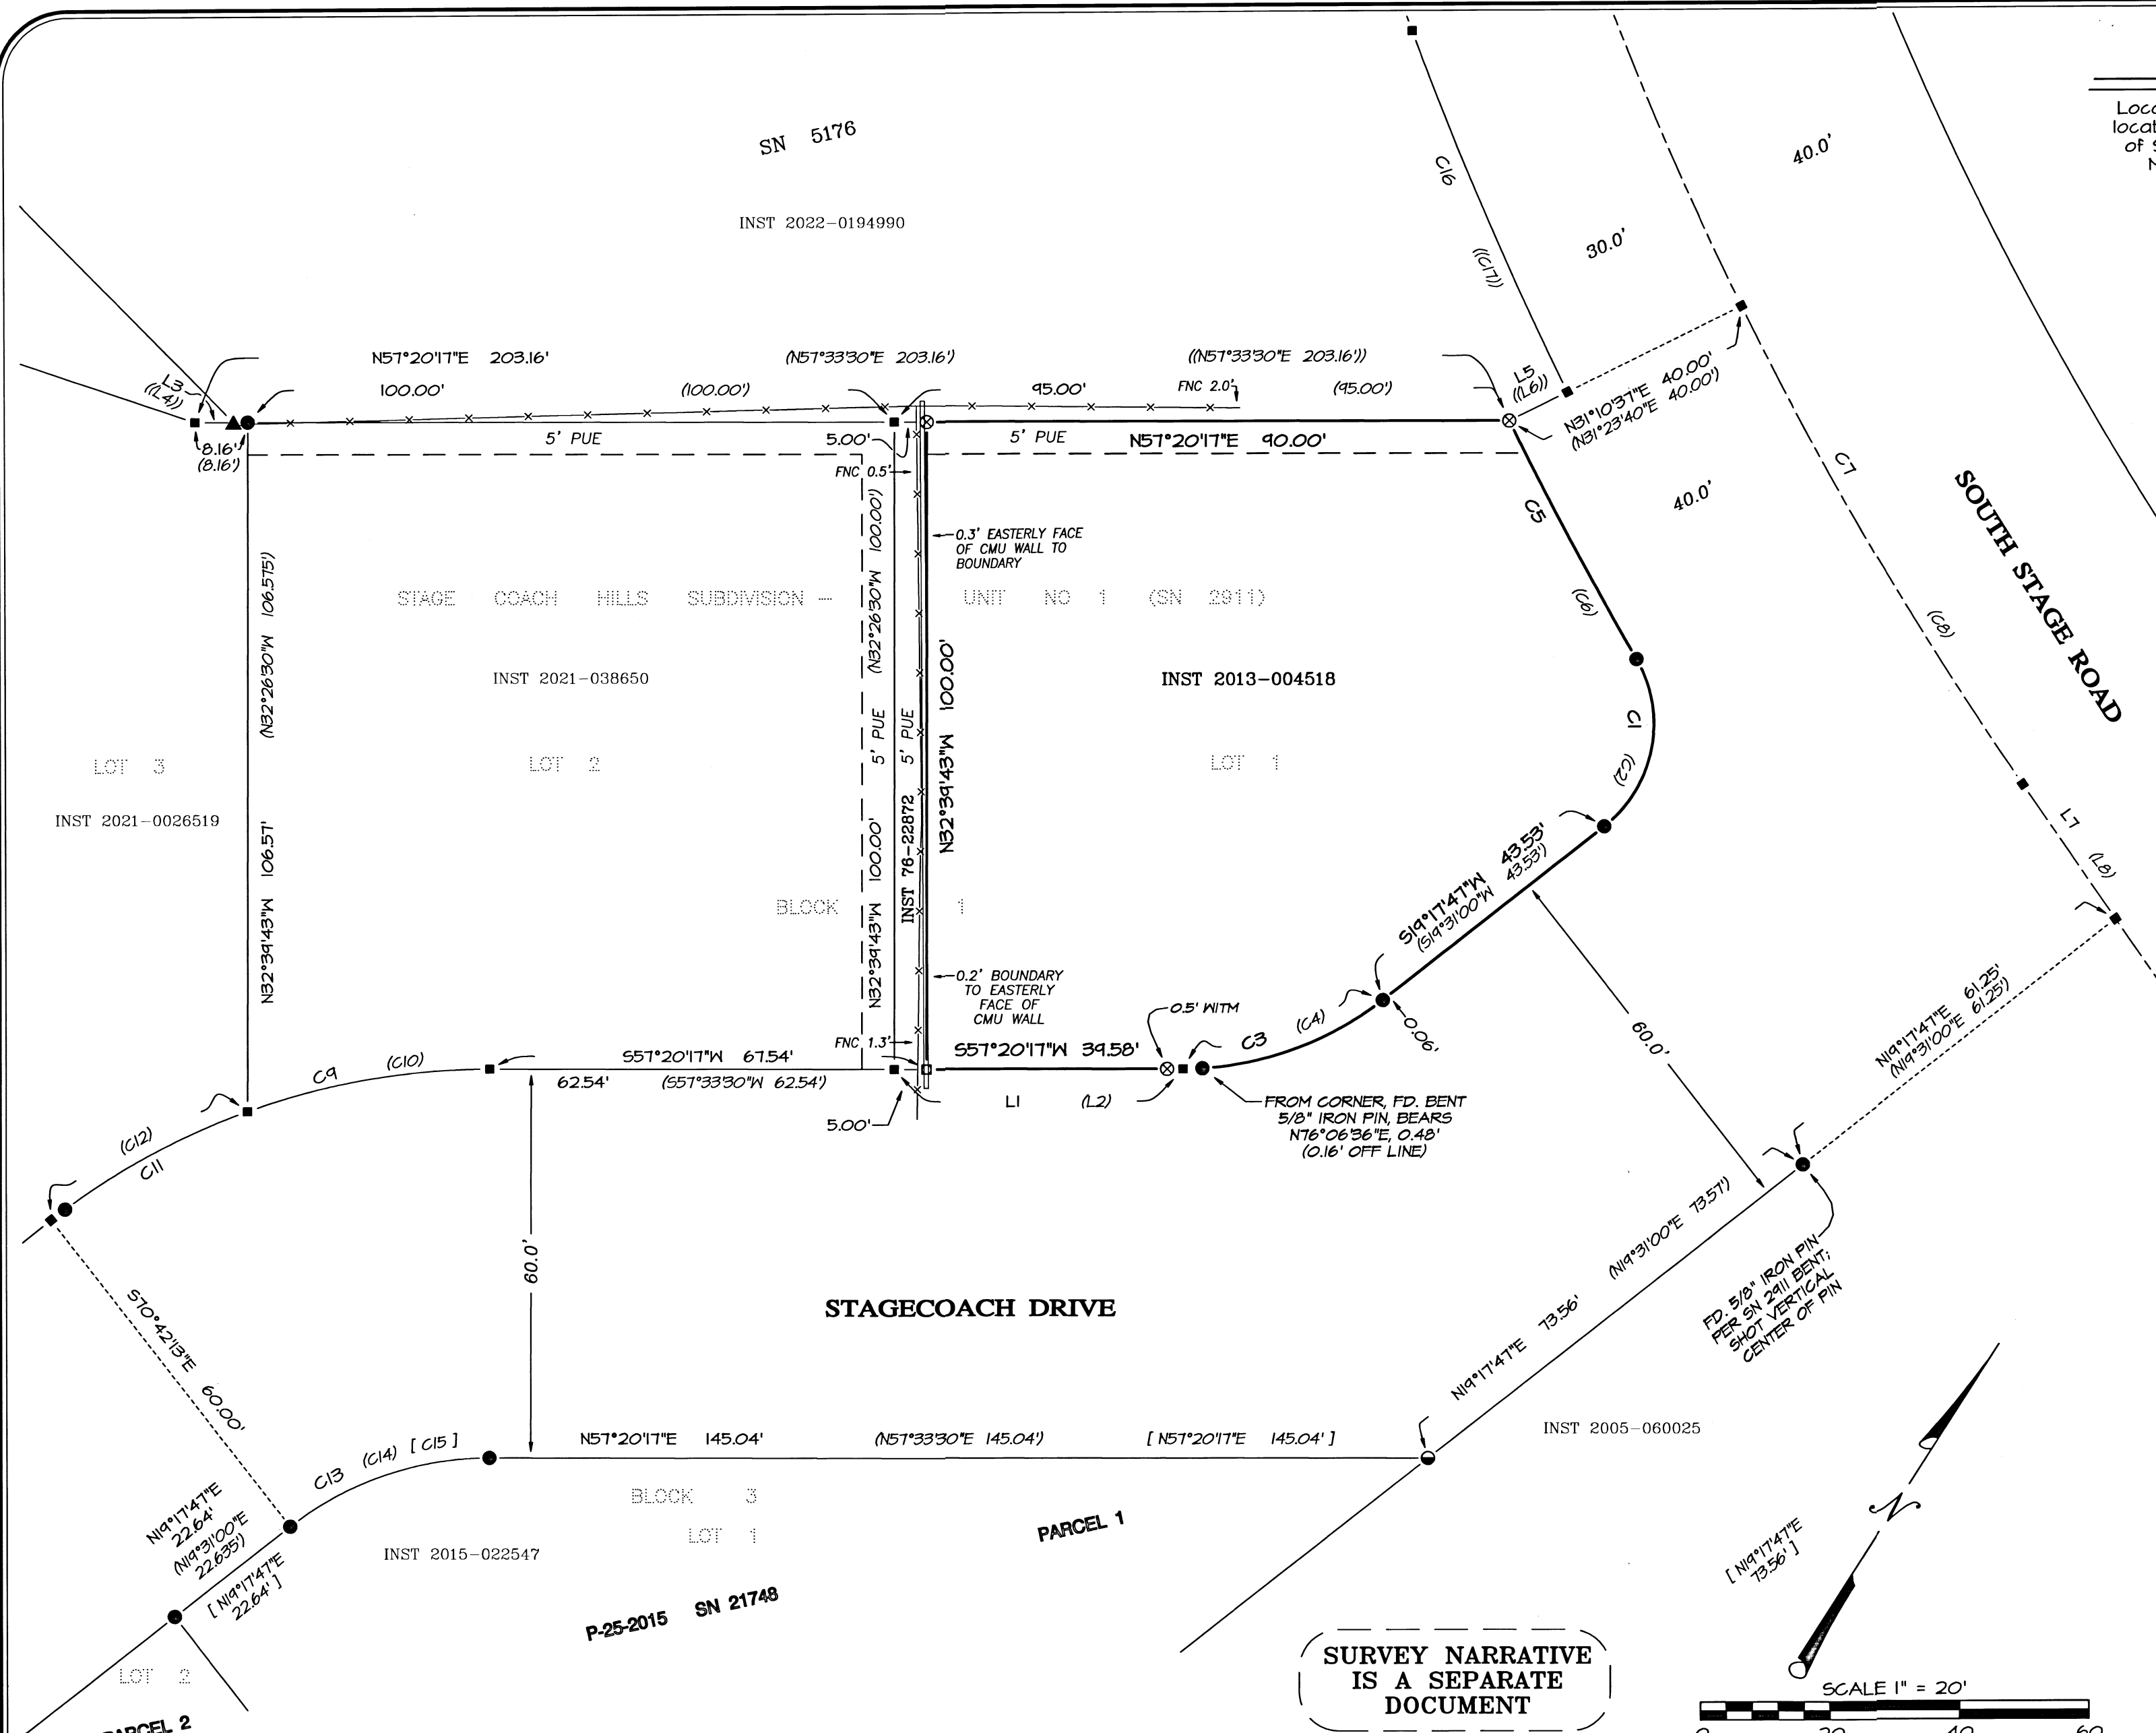 SN 5176
INST 2022-0194990
C16
((C17))
40.0'
30.0'
Loca
locat
of S
N
N57°20'17"E 203.16'
(N57°33'30"E 203.16')
((N57°33'30"E 203.16'))
L3
((L4))
100.00'
(100.00')
95.00'
FNC 2.0'
(95.00')
L5
((L6))
N31°10'37"E 40.00'
(N31°23'40"E 40.00')
8.16'
(8.16')
5' PUE
5.00'
5' PUE
N57°20'17"E 90.00'
FNC 0.5'
C7
40.0'
C5
SOUTH STAGE ROAD
0.3' EASTERLY FACE
OF CMU WALL TO
BOUNDARY
(N32°26'30"W 106.575')
(N32°26'30"W 100.00')
STAGE COACH HILLS SUBDIVISION - UNIT NO 1 (SN 2911)
(C6)
(C8)
INST 2021-038650
INST 2013-004518
N32°39'43"W 100.00'
C1
(C2)
5' PUE
5' PUE
LOT 3
LOT 2
LOT 1
INST 2021-0026519
N32°39'43"W 106.57'
N32°39'43"W 100.00'
INST 76-22872
L7
(L8)
BLOCK 1
S19°17'47"W 43.53'
(S19°31'00"W 43.53')
0.2' BOUNDARY
TO EASTERLY
FACE OF
CMU WALL
0.5' WITM
FNC 1.3'
C3
(C4)
0.06'
60.0'
N19°17'47"E 61.25'
(N19°31'00"E 61.25')
C9
(C10)
S57°20'17"W 67.54'
S57°20'17"W 39.58'
62.54'
(S57°33'30"W 62.54')
L1
(L2)
5.00'
FROM CORNER, FD. BENT
5/8" IRON PIN, BEARS
N76°06'36"E, 0.48'
(0.16' OFF LINE)
(C12)
C11
60.0'
S70°42'13"E 60.00'
STAGECOACH DRIVE
(N19°31'00"E 73.57')
N19°17'47"E 73.56'
FD. 5/8" IRON PIN
PER SN 2911 BENT;
SHOT VERTICAL
CENTER OF PIN
INST 2005-060025
C13
(C14)
[ C15 ]
N57°20'17"E 145.04'
(N57°33'30"E 145.04')
[ N57°20'17"E 145.04' ]
N19°17'47"E
22.64'
(N19°31'00"E
22.635')
[ N19°17'47"E
22.64' ]
BLOCK 3
LOT 1
INST 2015-022547
PARCEL 1
P-25-2015 SN 21748
N
[ N19°17'47"E
73.56' ]
LOT 2
PARCEL 2
SURVEY NARRATIVE
IS A SEPARATE
DOCUMENT
SCALE 1" = 20'
0 20 40 60